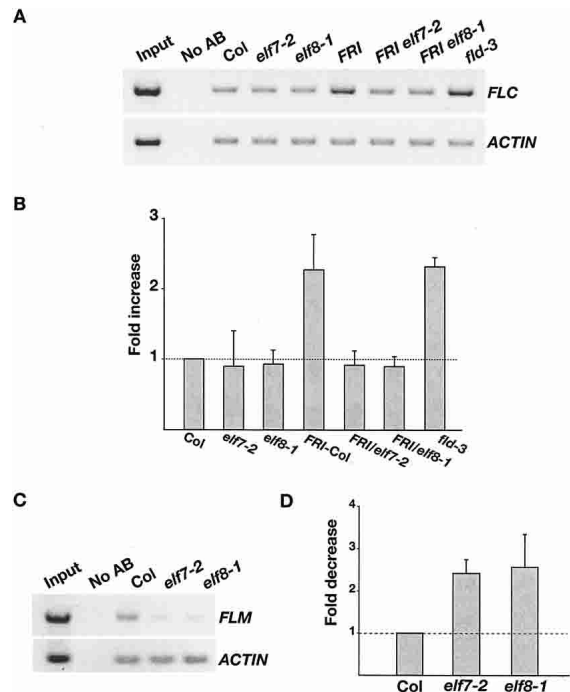 A
Input No AB Col elf7-2 elf8-1 FRI FRI elf7-2 FRI elf8-1 fld-3
FLC
ACTIN
B
Fold increase
3
2
1
Col elf7-2 elf8-1 FRI-Col FRI/elf7-2 FRI/elf8-1 fld-3
C
Input No AB Col elf7-2 elf8-1
FLM
ACTIN
D
Fold decrease
4
2
1
Col elf7-2 elf8-1